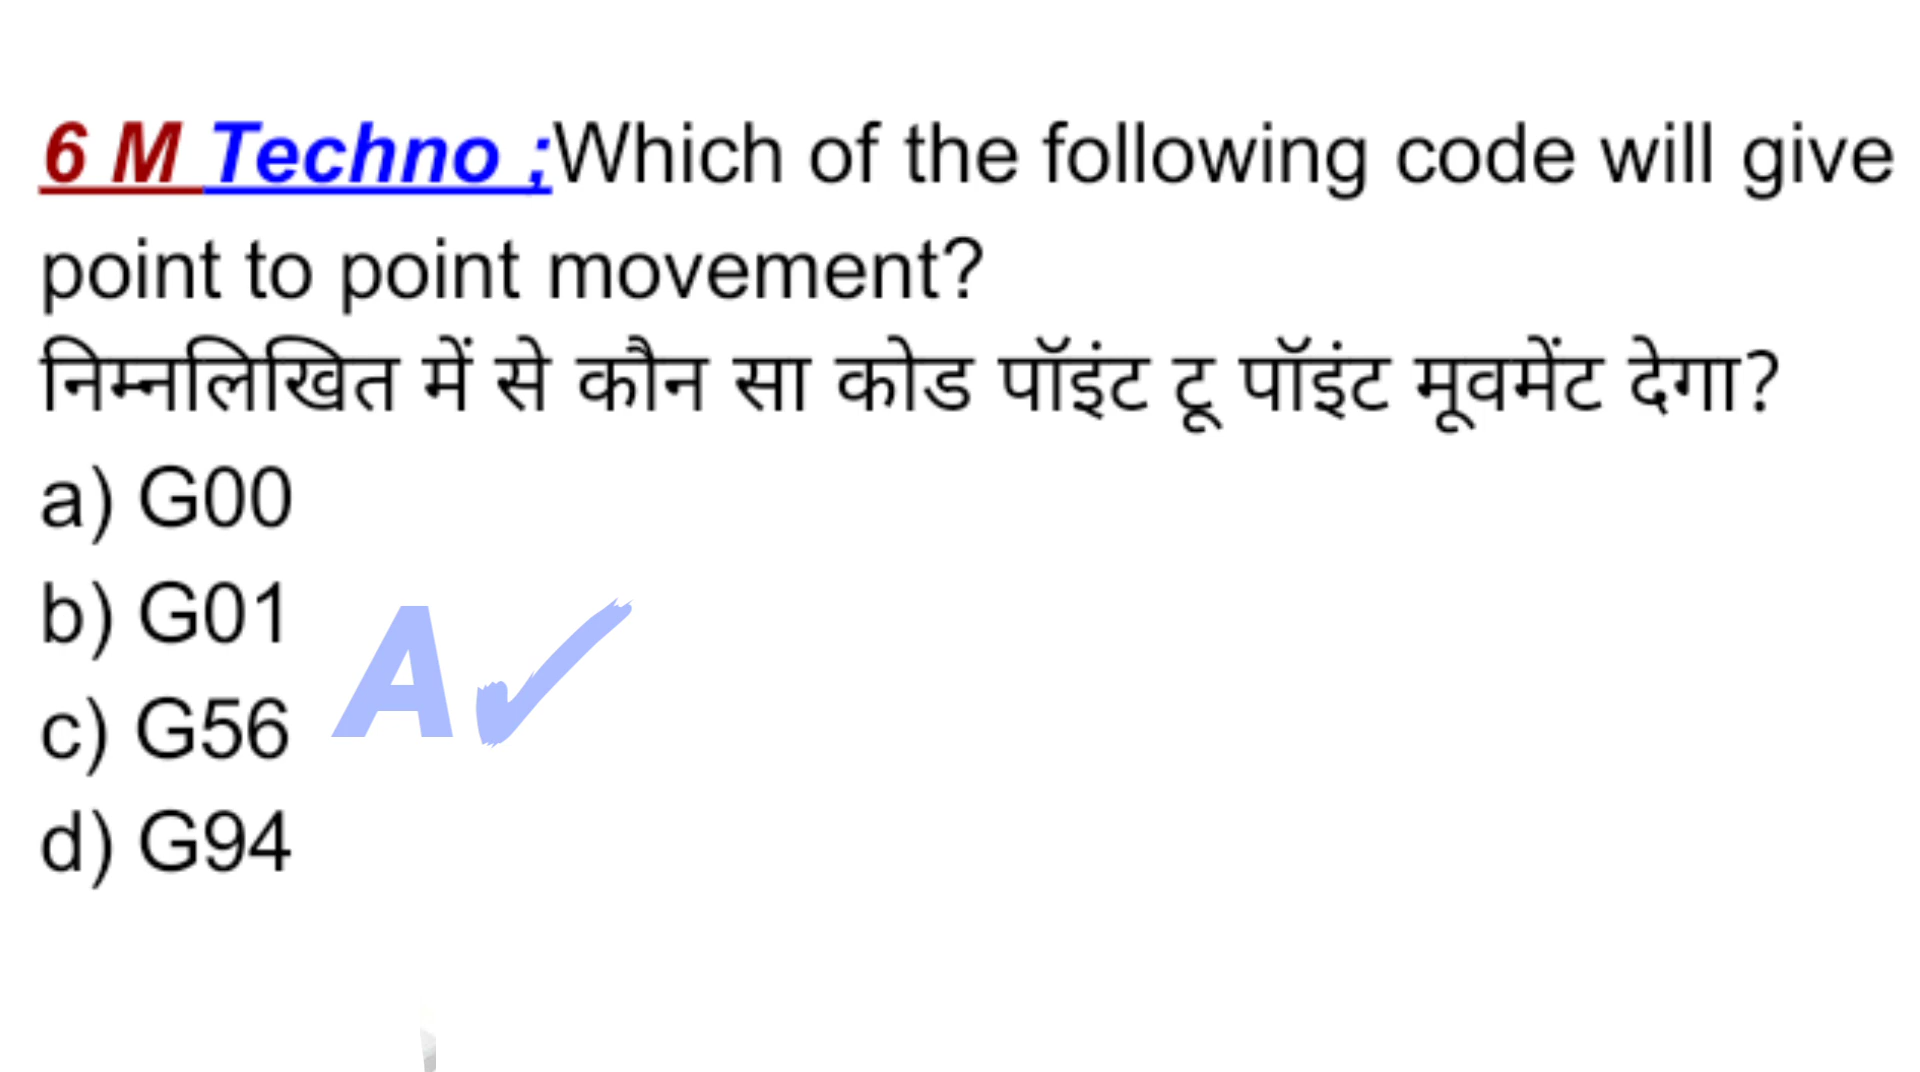 6 M Techno ;Which of the following code will give
point to point movement?
निम्नलिखित में से कौन सा कोड पॉइंट टू पॉइंट मूवमेंट देगा?
a) G00
b) G01
A✔
c) G56
d) G94